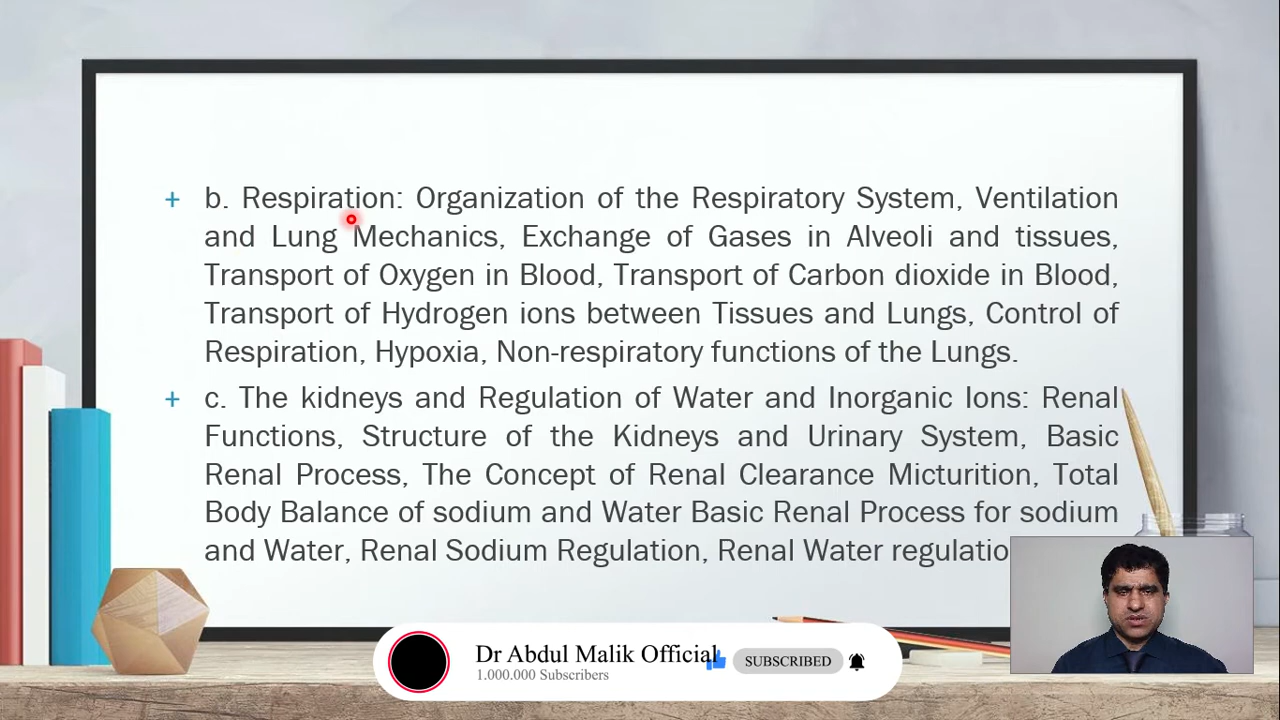 + b. Respiration: Organization of the Respiratory System, Ventilation
and Lung Mechanics, Exchange of Gases in Alveoli and tissues,
Transport of Oxygen in Blood, Transport of Carbon dioxide in Blood,
Transport of Hydrogen ions between Tissues and Lungs, Control of
Respiration, Hypoxia, Non-respiratory functions of the Lungs.
+ c. The kidneys and Regulation of Water and Inorganic Ions: Renal
Functions, Structure of the Kidneys and Urinary System, Basic
Renal Process, The Concept of Renal Clearance Micturition, Total
Body Balance of sodium and Water Basic Renal Process for sodium
and Water, Renal Sodium Regulation, Renal Water regulatio
Dr Abdul Malik Official
SUBSCRIBED
1.000.000 Subscribers